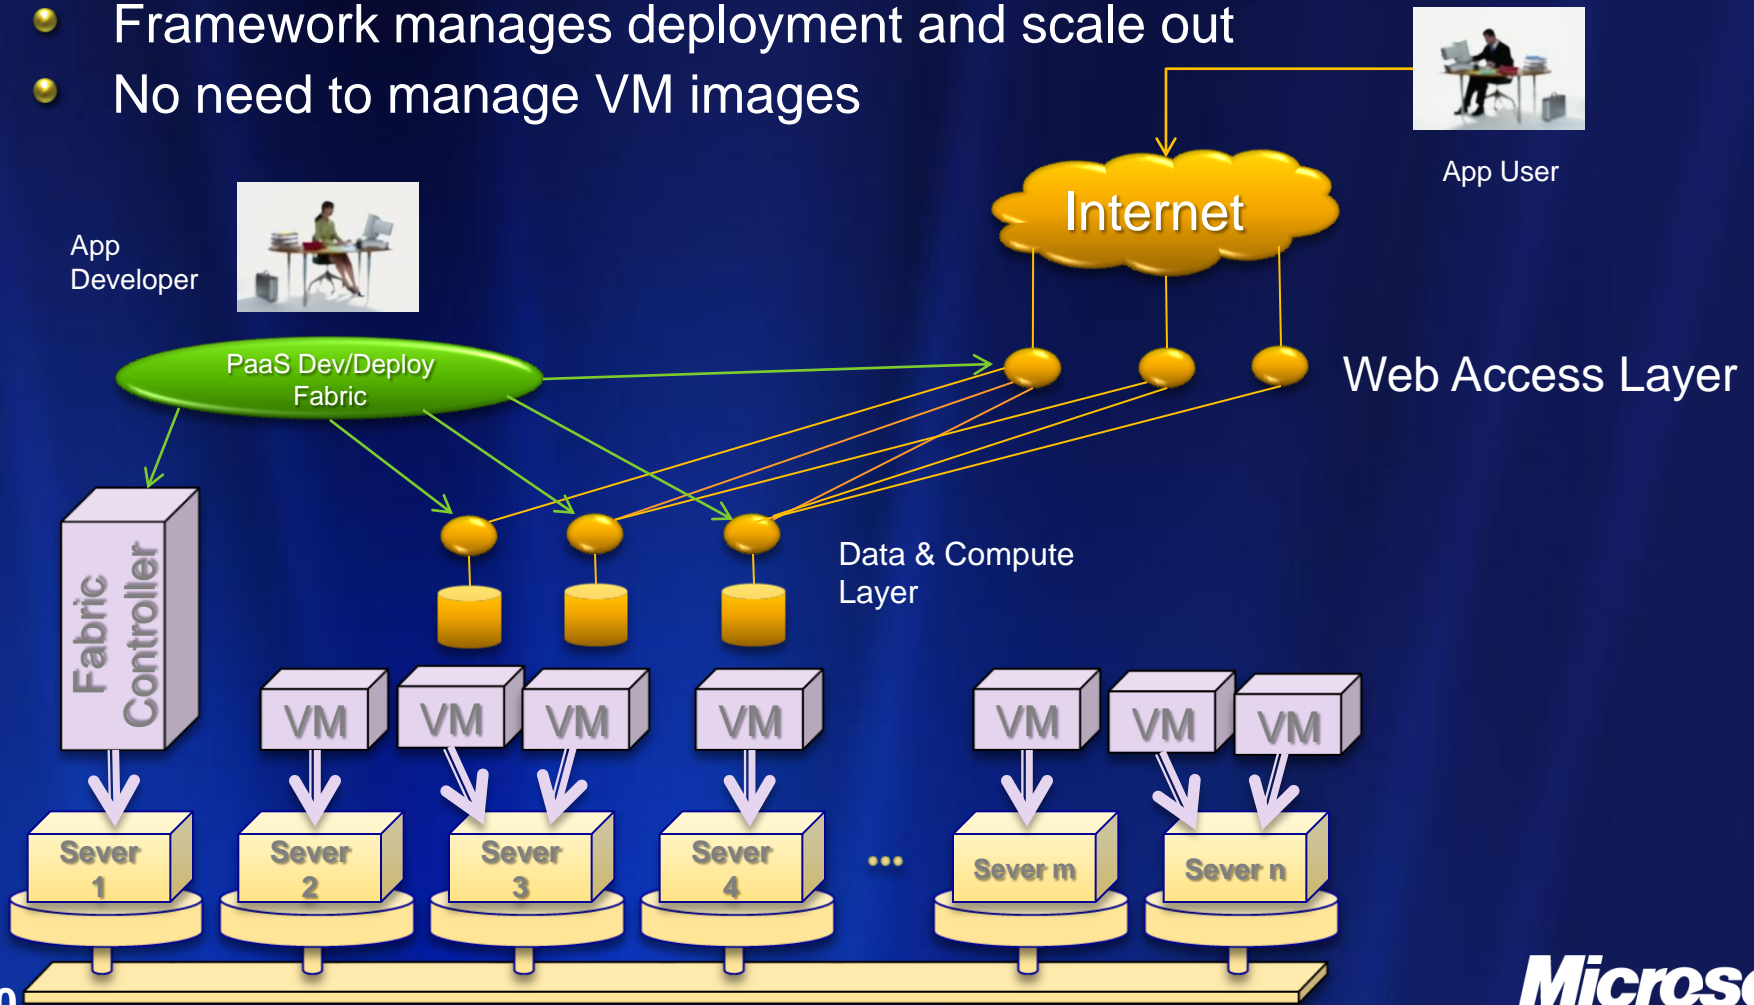 Framework manages deployment and scale out
No need to manage VM images
App User
Internet
App
Developer
PaaS Dev/Deploy
Fabric
Web Access Layer
Data & Compute
Layer
Fabric
Controller
VM
VM
VM
VM
VM
VM
VM
Sever
1
Sever
2
Sever
3
Sever
4
...
Sever m
Sever n